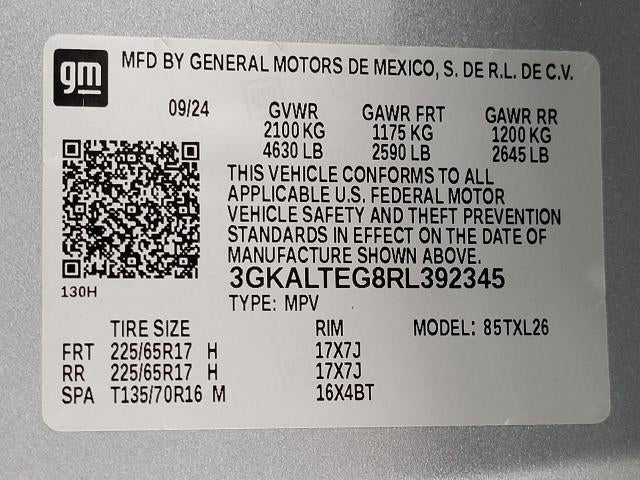 gm
MFD BY GENERAL MOTORS DE MEXICO, S. DE R.L. DE C.V.
09/24 GVWR GAWR FRT GAWR RR
2100 KG 1175 KG 1200 KG
4630 LB 2590 LB 2645 LB
THIS VEHICLE CONFORMS TO ALL
APPLICABLE U.S. FEDERAL MOTOR
VEHICLE SAFETY AND THEFT PREVENTION
STANDARDS IN EFFECT ON THE DATE OF
MANUFACTURE SHOWN ABOVE.
3GKALTEG8RL392345
130H
TYPE: MPV
TIRE SIZE RIM MODEL: 85TXL26
FRT 225/65R17 H 17X7J
RR 225/65R17 H 17X7J
SPA T135/70R16 M 16X4BT